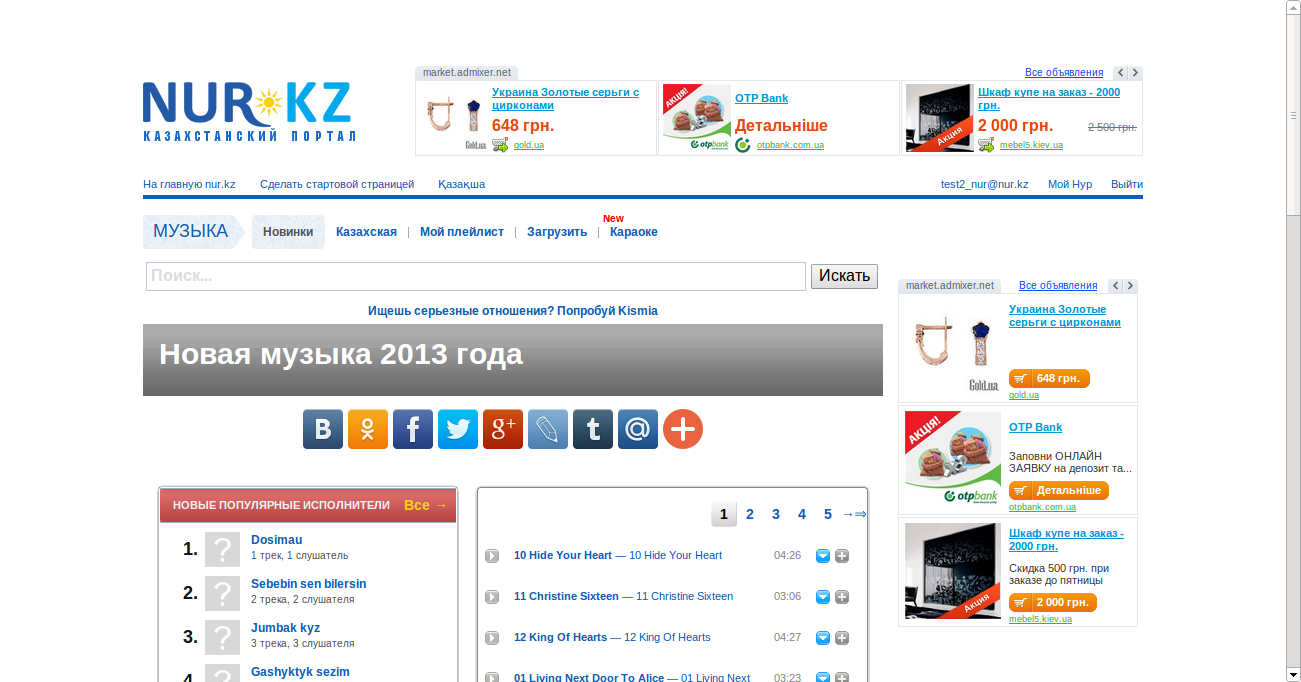 NUR KZ
КАЗАХСТАНСКИЙ ПОРТАЛ
market.admixer.net
Все объявления
Украина Золотые серьги с цирконами
648 грн.
gold.ua
Gold.ua
АКЦІЯ!
otpbank
OTP Bank
Детальніше
otpbank.com.ua
Акция
Шкаф купе на заказ - 2000 грн.
2 000 грн.
2 500 грн.
mebel5.kiev.ua
На главную nur.kz
Сделать стартовой страницей
Қазақша
test2_nur@nur.kz
Мой Нур
Выйти
МУЗЫКА
Новинки
Казахская
Мой плейлист
Загрузить
New
Караоке
Поиск...
Искать
Ищешь серьезные отношения? Попробуй Kismia
Новая музыка 2013 года
НОВЫЕ ПОПУЛЯРНЫЕ ИСПОЛНИТЕЛИ
Все →
1.
Dosimau
1 трек, 1 слушатель
2.
Sebebin sen bilersin
2 трека, 2 слушателя
3.
Jumbak kyz
3 трека, 3 слушателя
4.
Gashyktyk sezim
1 2 3 4 5 →⇒
10 Hide Your Heart — 10 Hide Your Heart 04:26
11 Christine Sixteen — 11 Christine Sixteen 03:06
12 King Of Hearts — 12 King Of Hearts 04:27
01 Living Next Door To Alice — 01 Living Next 03:23
market.admixer.net
Все объявления
Украина Золотые
серьги с цирконами
Gold.ua
648 грн.
gold.ua
АКЦІЯ!
otpbank
OTP Bank
Заповни ОНЛАЙН
ЗАЯВКУ на депозит та...
Детальніше
otpbank.com.ua
Акция
Шкаф купе на заказ -
2000 грн.
Скидка 500 грн. при
заказе до пятницы
2 000 грн.
mebel5.kiev.ua